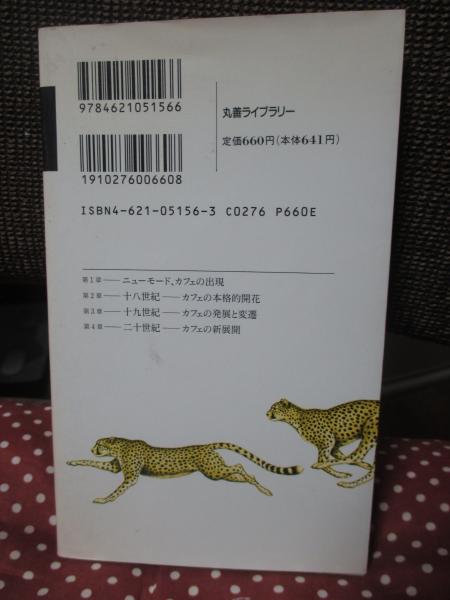 9784621051566
丸善ライブラリー
定価660円(本体641円)
1910276006608
ISBN4-621-05156-3 C0276 P660E
第1章――ニューモード、カフェの出現
第2章――十八世紀――カフェの本格的開花
第3章――十九世紀――カフェの発展と変遷
第4章――二十世紀――カフェの新展開